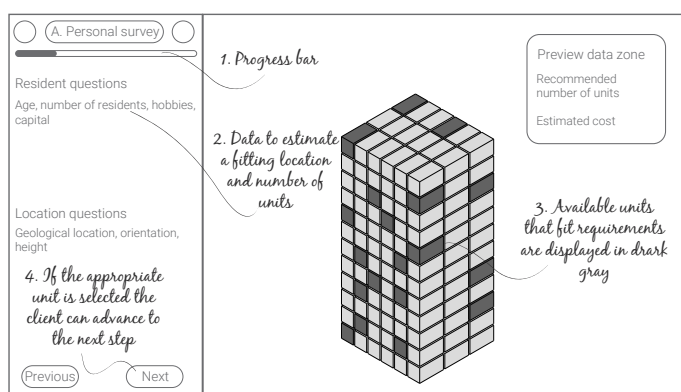 A. Personal survey
Resident questions
Age, number of residents, hobbies,
capital
Location questions
Geological location, orientation,
height
4. If the appropriate
unit is selected the
client can advance to
the next step
Previous
Next
1. Progress bar
2. Data to estimate
a fitting location
and number of
units
3. Available units
that fit requirements
are displayed in drark
gray
Preview data zone
Recommended
number of units
Estimated cost